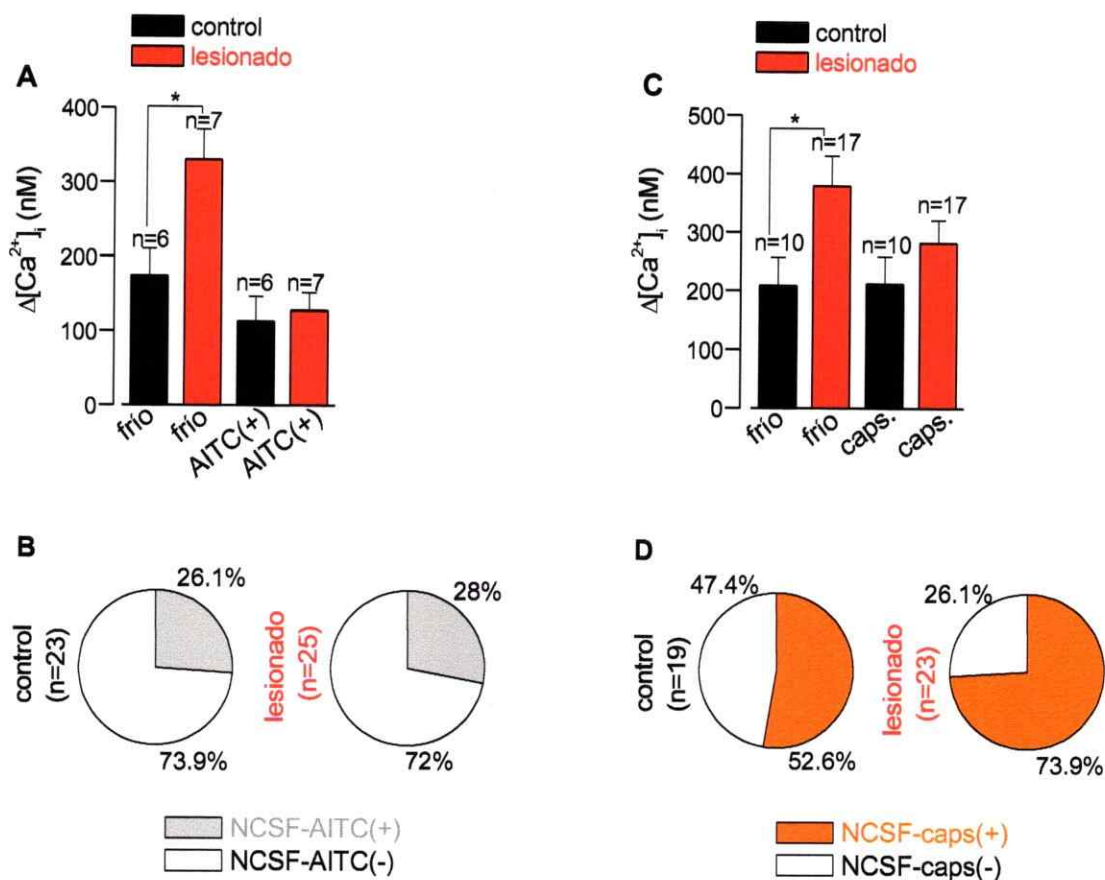 control
lesionado
A
400
300
200
100
0
Δ[Ca²⁺]ᵢ (nM)
*
n=6
n=7
n=6
n=7
frío
frío
AITC(+)
AITC(+)
control
lesionado
C
500
400
300
200
100
0
Δ[Ca²⁺]ᵢ (nM)
*
n=10
n=17
n=10
n=17
frío
frío
caps.
caps.
B
control
(n=23)
26.1%
73.9%
lesionado
(n=25)
28%
72%
NCSF-AITC(+)
NCSF-AITC(-)
D
control
(n=19)
47.4%
52.6%
lesionado
(n=23)
26.1%
73.9%
NCSF-caps(+)
NCSF-caps(-)